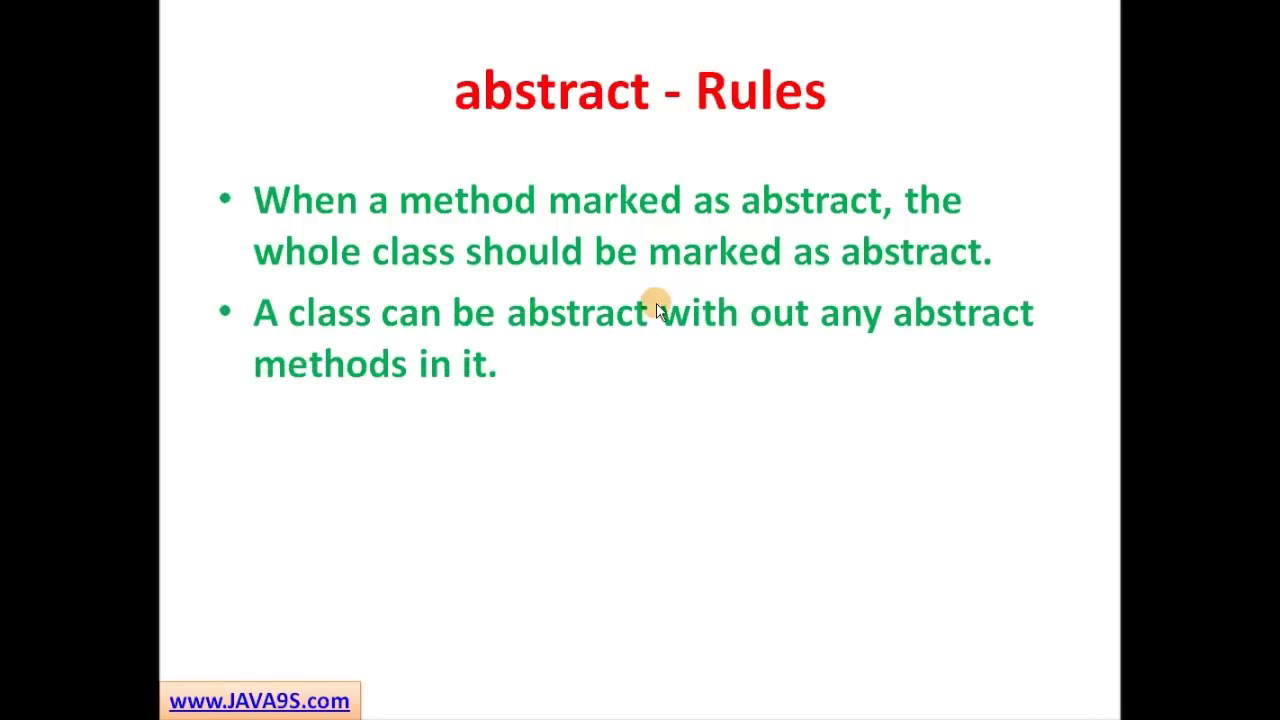 abstract - Rules
• When a method marked as abstract, the
whole class should be marked as abstract.
• A class can be abstract with out any abstract
methods in it.
www.JAVA9S.com